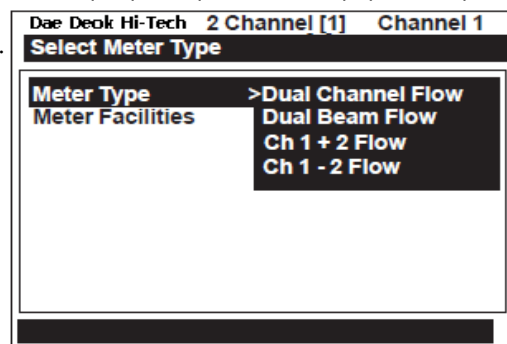 Dae Deok Hi-Tech 2 Channel [1] Channel 1
Select Meter Type
Meter Type >Dual Channel Flow
Meter Facilities Dual Beam Flow
Ch 1 + 2 Flow
Ch 1 - 2 Flow